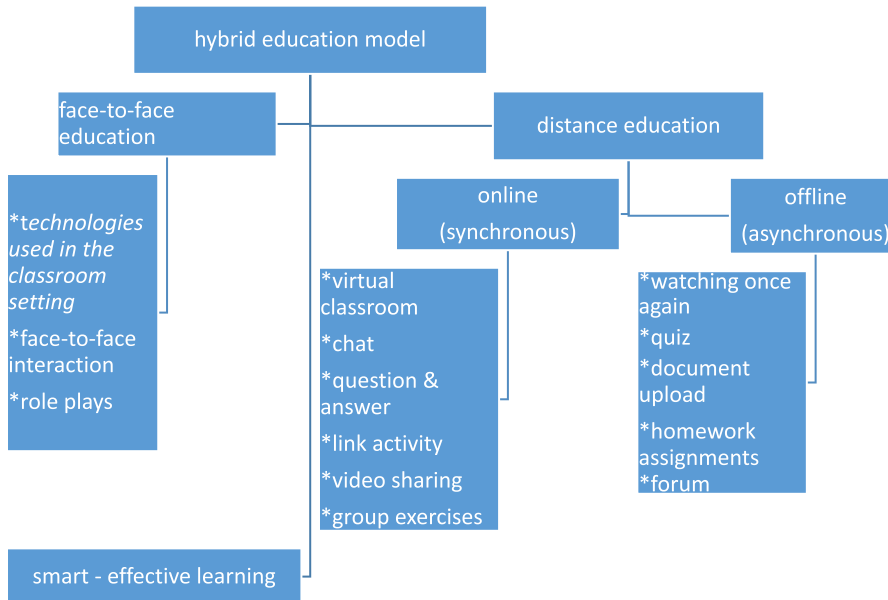 hybrid education model
face-to-face
education
distance education
*technologies
used in the
classroom
setting
*face-to-face
interaction
*role plays
online
(synchronous)
offline
(asynchronous)
*virtual
classroom
*chat
*question &
answer
*link activity
*video sharing
*group exercises
*watching once
again
*quiz
*document
upload
*homework
assignments
*forum
smart - effective learning